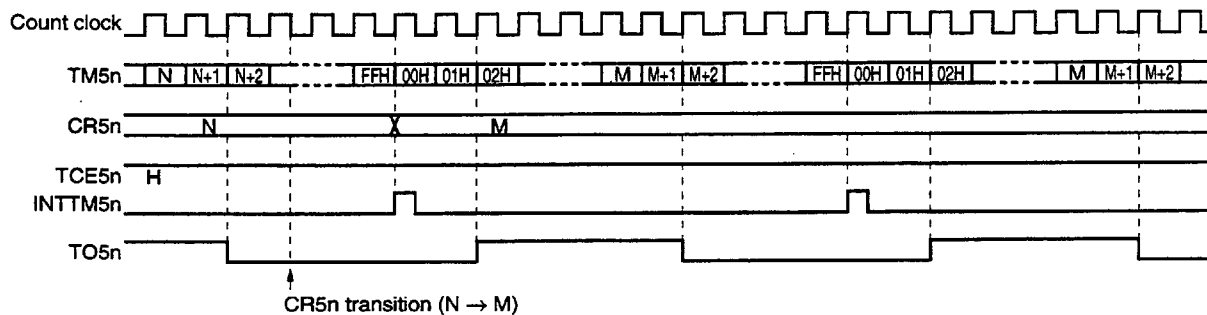 Count clock
TM5n N N+1 N+2 FFH 00H 01H 02H M M+1 M+2 FFH 00H 01H 02H M M+1 M+2
CR5n N X M
TCE5n H
INTTM5n
TO5n
CR5n transition (N → M)